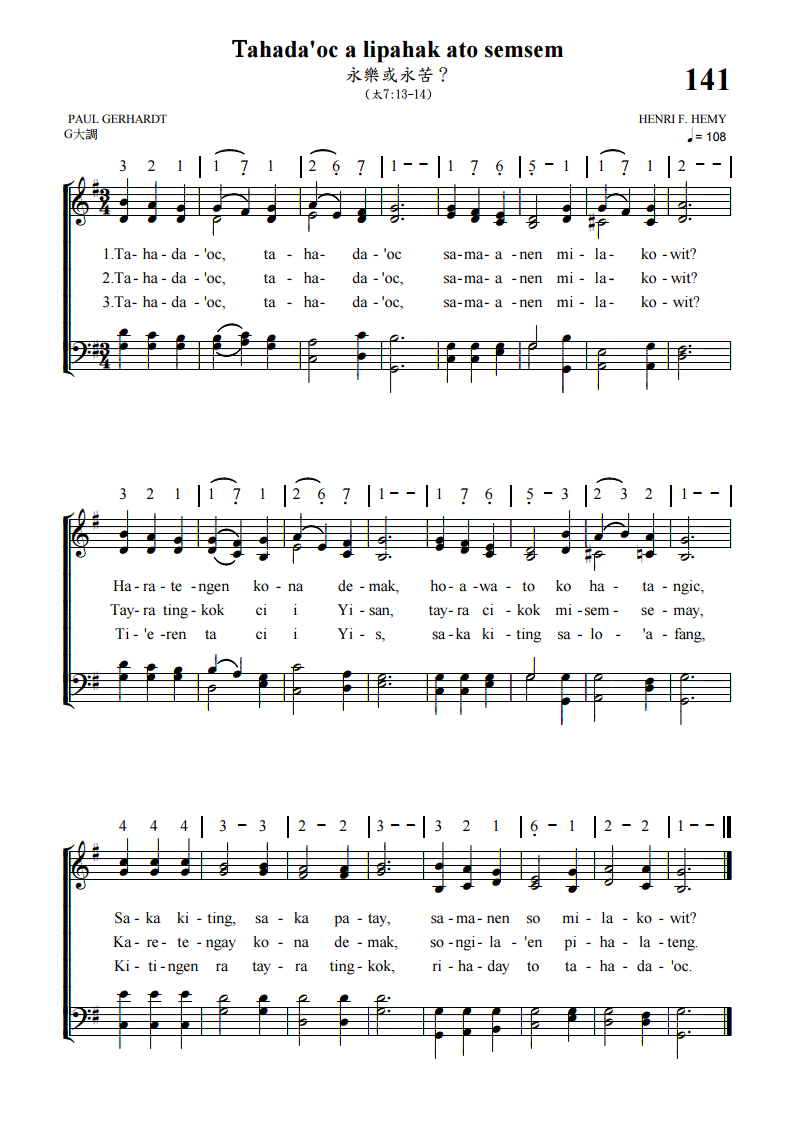 Tahada'oc a lipahak ato semsem
永樂或永苦？
141
（太7:13-14）
PAUL GERHARDT
HENRI F. HEMY
G大調
♩= 108
3 2 1 | 1 7̣ 1 | 2 6̣ 7̣ | 1 - - | 1 7̣ 6̣ | 5̣ - 1 | 1 7̣ 1 | 2 - - |
3
4
1.Ta- ha- da - 'oc, ta - ha- da- 'oc sa- ma- a - nen mi - la - ko - wit?
2.Ta- ha- da - 'oc, ta - ha- da- 'oc, sa- ma- a - nen mi - la - ko - wit?
3.Ta- ha- da - 'oc, ta - ha- da- 'oc, sa- ma- a - nen mi - la - ko - wit?
3
4
3 2 1 | 1 7̣ 1 | 2 6̣ 7̣ | 1 - - | 1 7̣ 6̣ | 5̣ - 3 | 2 3 2 | 1 - - |
Ha- ra - te - ngen ko - na de - mak, ho - a - wa - to ko ha - ta - ngic,
Tay- ra ting - kok ci i Yi - san, tay - ra ci - kok mi - sem - se - may,
Ti - 'e - ren ta ci i Yi - s, sa - ka ki - ting sa - lo - 'a - fang,
4 4 4 | 3 - 3 | 2 - 2 | 3 - - | 3 2 1 | 6̣ - 1 | 2 - 2 | 1 - - ||
Sa - ka ki - ting, sa - ka pa - tay, sa - ma - nen so mi - la - ko - wit?
Ka - re - te - ngay ko - na de - mak, so - ngi - la - 'en pi - ha - la - teng.
Ki - ti - ngen ra tay - ra ting - kok, ri - ha - day to ta - ha - da - 'oc.